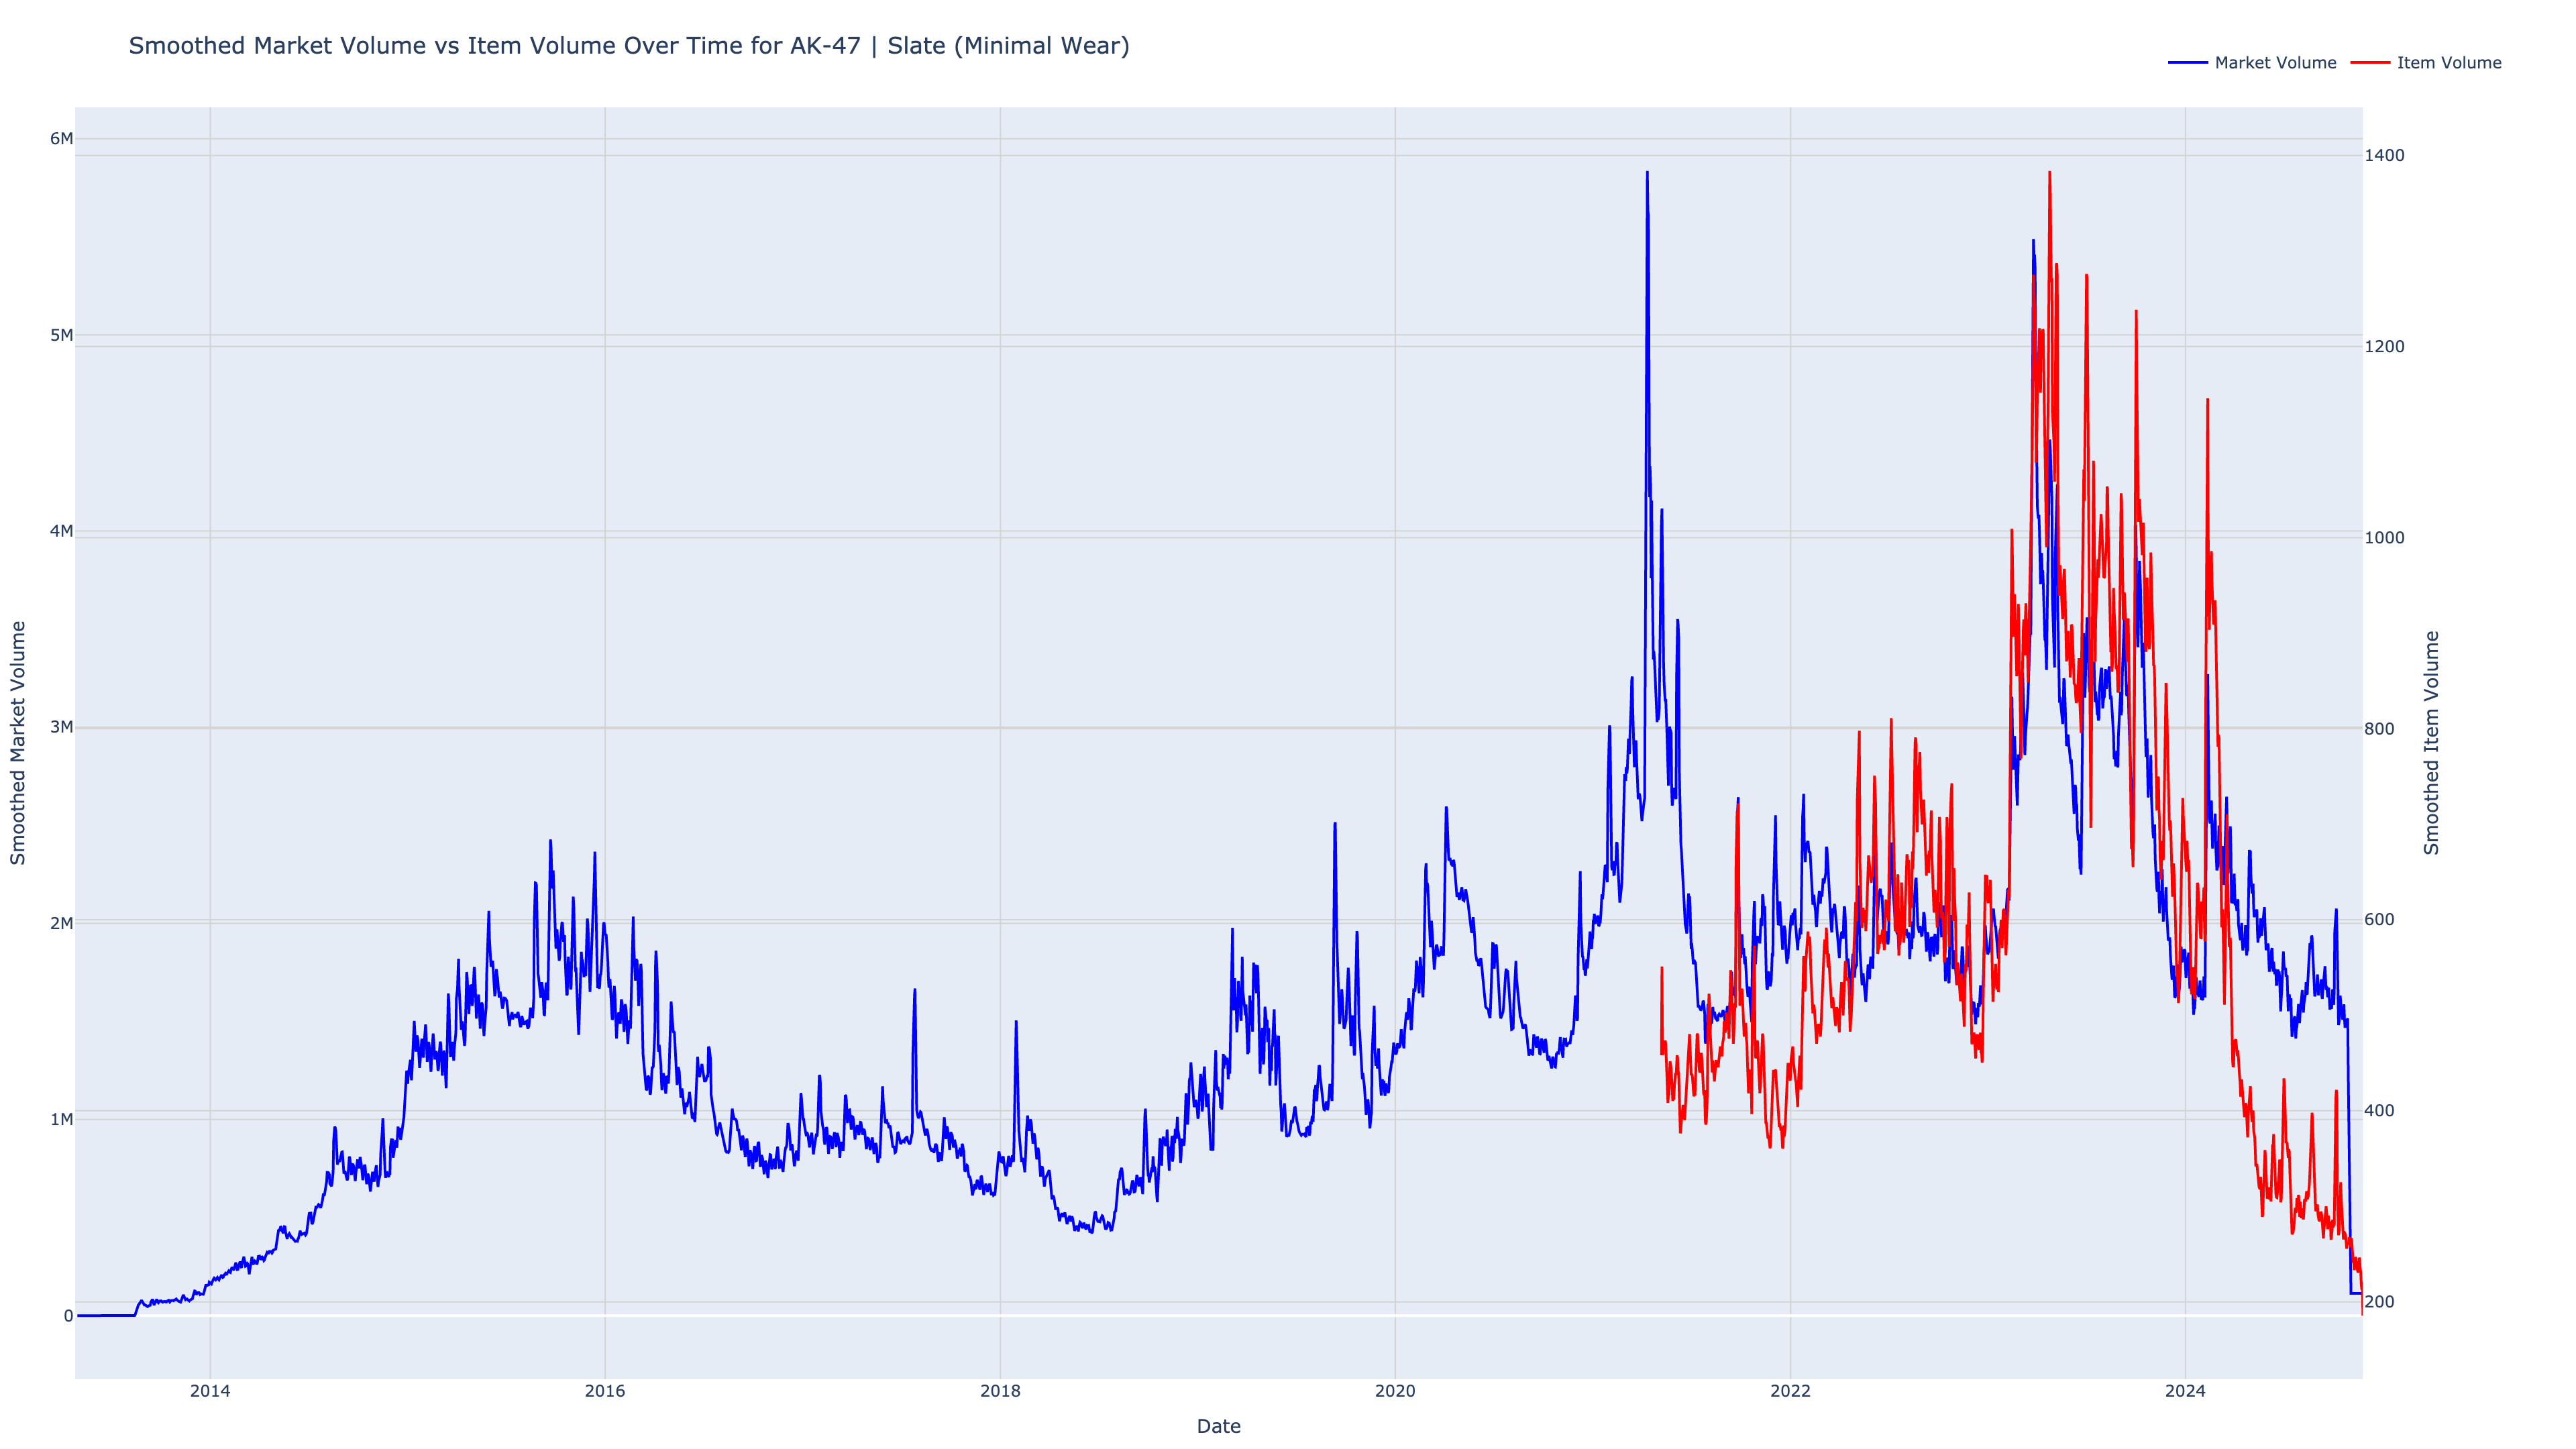 Smoothed Market Volume vs Item Volume Over Time for AK-47 | Slate (Minimal Wear)
Market Volume
Item Volume
6M
5M
4M
3M
2M
1M
0
Smoothed Market Volume
1400
1200
1000
800
600
400
200
Smoothed Item Volume
2014
2016
2018
2020
2022
2024
Date